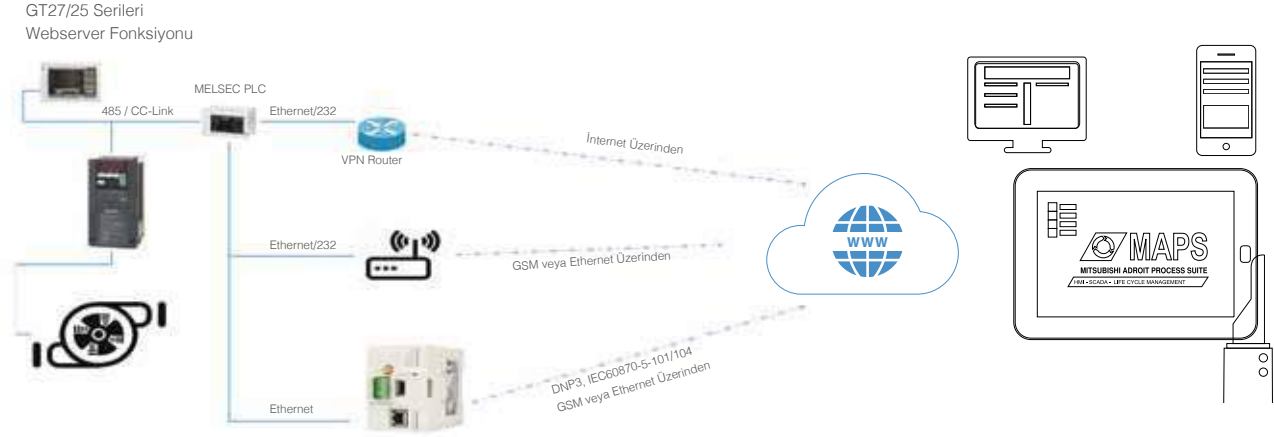 GT27/25 Serileri
Webserver Fonksiyonu
MELSEC PLC
485 / CC-Link
Ethernet/232
VPN Router
İnternet Üzerinden
Ethernet/232
GSM veya Ethernet Üzerinden
WWW
MAPS
MITSUBISHI ADROIT PROCESS SUITE
HMI - SCADA - LIFE CYCLE MANAGEMENT
Ethernet
DNP3, IEC60870-5-101/104
GSM veya Ethernet Üzerinden